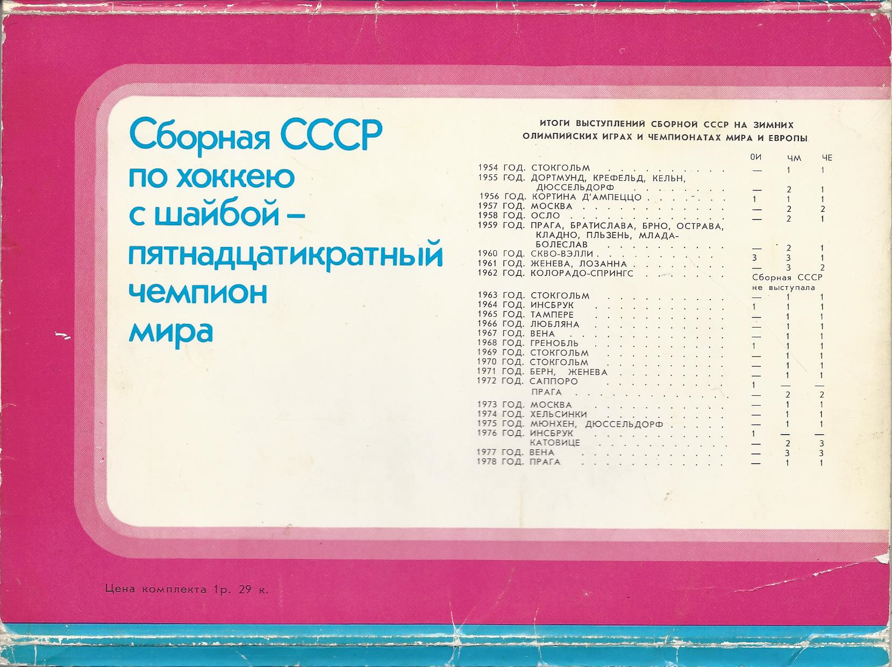 Сборная СССР
по хоккею
с шайбой –
пятнадцатикратный
чемпион
мира
ИТОГИ ВЫСТУПЛЕНИЙ СБОРНОЙ СССР НА ЗИМНИХ
ОЛИМПИЙСКИХ ИГРАХ И ЧЕМПИОНАТАХ МИРА И ЕВРОПЫ
ОИ ЧМ ЧЕ
1954 ГОД. СТОКГОЛЬМ . . . . . . . . . . — 1 1
1955 ГОД. ДОРТМУНД, КРЕФЕЛЬД, КЕЛЬН,
ДЮССЕЛЬДОРФ . . . . . . . . — 2 1
1956 ГОД. КОРТИНА Д'АМПЕЦЦО . . . . . . . 1 1 1
1957 ГОД. МОСКВА . . . . . . . . . . . . — 2 2
1958 ГОД. ОСЛО . . . . . . . . . . . . — 2 1
1959 ГОД. ПРАГА, БРАТИСЛАВА, БРНО, ОСТРАВА,
КЛАДНО, ПЛЬЗЕНЬ, МЛАДА-
БОЛЕСЛАВ . . . . . . . . . — 2 1
1960 ГОД. СКВО-ВЭЛЛИ . . . . . . . . . . 3 3 1
1961 ГОД. ЖЕНЕВА, ЛОЗАННА . . . . . . . . — 3 2
1962 ГОД. КОЛОРАДО-СПРИНГС . . . . . . . Сборная СССР
не выступала
1963 ГОД. СТОКГОЛЬМ . . . . . . . . . . — 1 1
1964 ГОД. ИНСБРУК . . . . . . . . . . . 1 1 1
1965 ГОД. ТАМПЕРЕ . . . . . . . . . . . — 1 1
1966 ГОД. ЛЮБЛЯНА . . . . . . . . . . . — 1 1
1967 ГОД. ВЕНА . . . . . . . . . . . . — 1 1
1968 ГОД. ГРЕНОБЛЬ . . . . . . . . . . 1 1 1
1969 ГОД. СТОКГОЛЬМ . . . . . . . . . . — 1 1
1970 ГОД. СТОКГОЛЬМ . . . . . . . . . . — 1 1
1971 ГОД. БЕРН, ЖЕНЕВА . . . . . . . . . — 1 1
1972 ГОД. САППОРО . . . . . . . . . . 1 — —
ПРАГА . . . . . . . . . . . . — 2 2
1973 ГОД. МОСКВА . . . . . . . . . . . — 1 1
1974 ГОД. ХЕЛЬСИНКИ . . . . . . . . . . — 1 1
1975 ГОД. МЮНХЕН, ДЮССЕЛЬДОРФ . . . . . — 1 1
1976 ГОД. ИНСБРУК . . . . . . . . . . . 1 — —
КАТОВИЦЕ . . . . . . . . . . . — 2 3
1977 ГОД. ВЕНА . . . . . . . . . . . . — 3 3
1978 ГОД. ПРАГА . . . . . . . . . . . — 1 1
Цена комплекта 1р. 29 к.